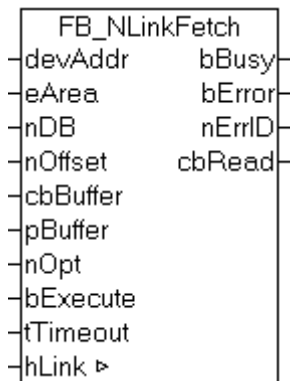 FB_NLinkFetch
devAddr bBusy
eArea bError
nDB nErrID
nOffset cbRead
cbBuffer
pBuffer
nOpt
bExecute
tTimeout
hLink ▹